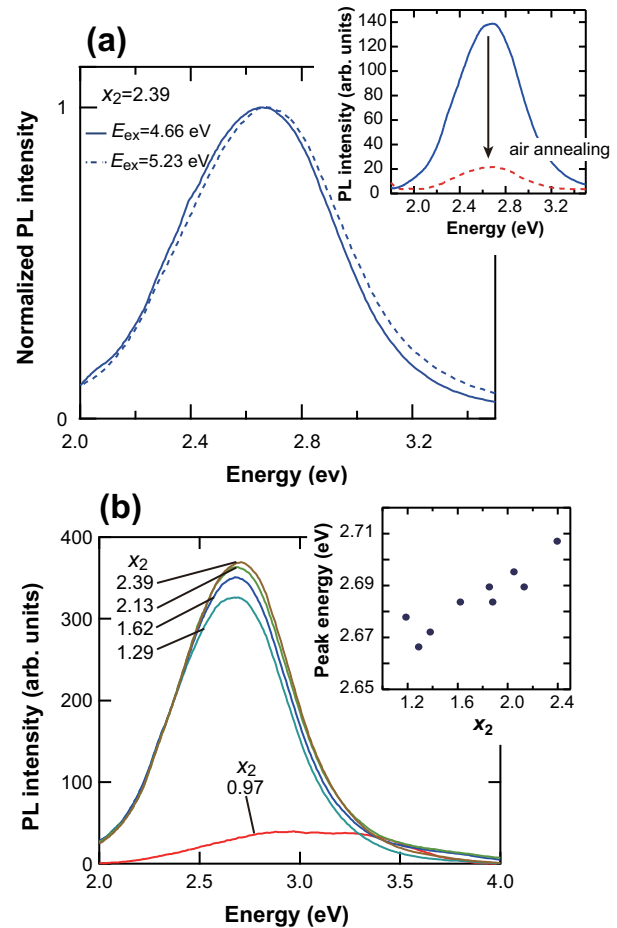 (a)
x2=2.39
Eex=4.66 eV
Eex=5.23 eV
Normalized PL intensity
1
0
2.0 2.4 2.8 3.2
Energy (ev)
PL intensity (arb. units)
140
120
100
80
60
40
20
0
air annealing
2.0 2.4 2.8 3.2
Energy (eV)
(b)
PL intensity (arb. units)
400
300
200
100
0
x2
2.39
2.13
1.62
1.29
x2
0.97
2.0 2.5 3.0 3.5 4.0
Energy (eV)
Peak energy (eV)
2.71
2.69
2.67
2.65
1.2 1.6 2.0 2.4
x2